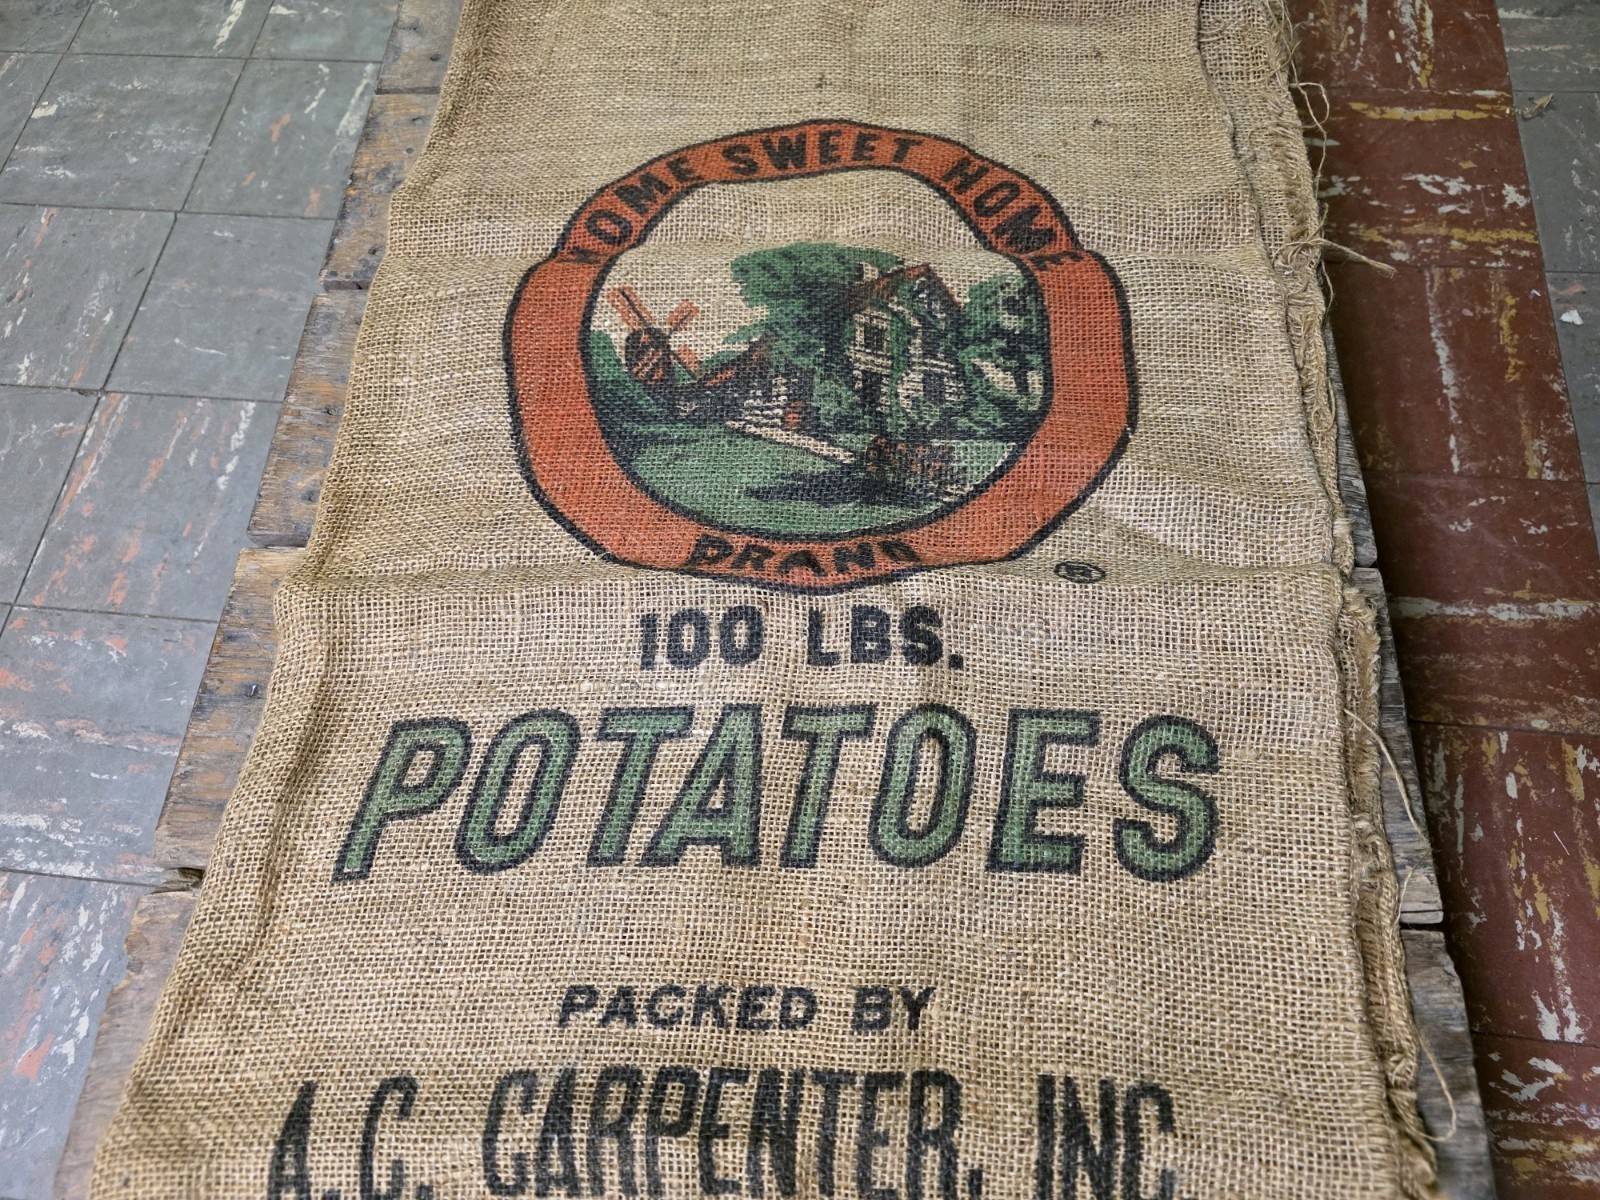 HOME SWEET HOME
BRAND
®
100 LBS.
POTATOES
PACKED BY
A.C. CARPENTER, INC